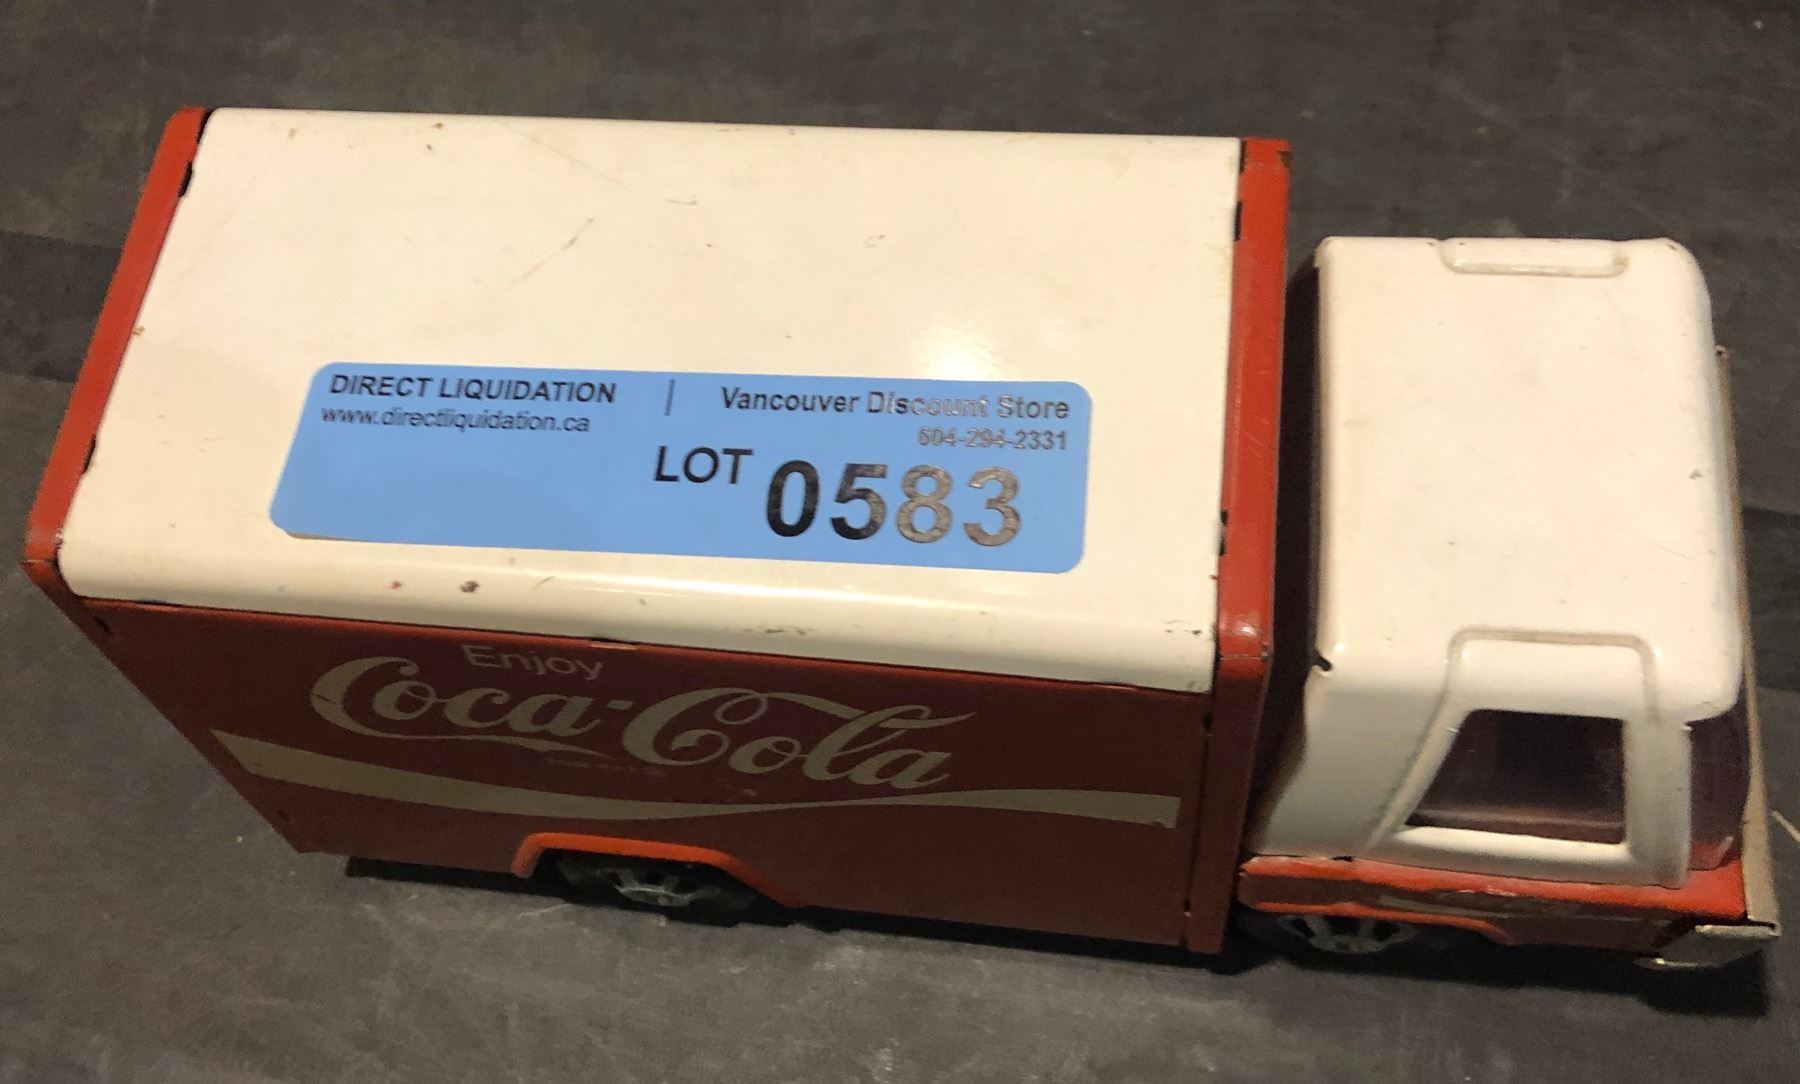 DIRECT LIQUIDATION | Vancouver Discount Store
www.directliquidation.ca
604-294-2331
LOT 0583
Enjoy
Coca-Cola